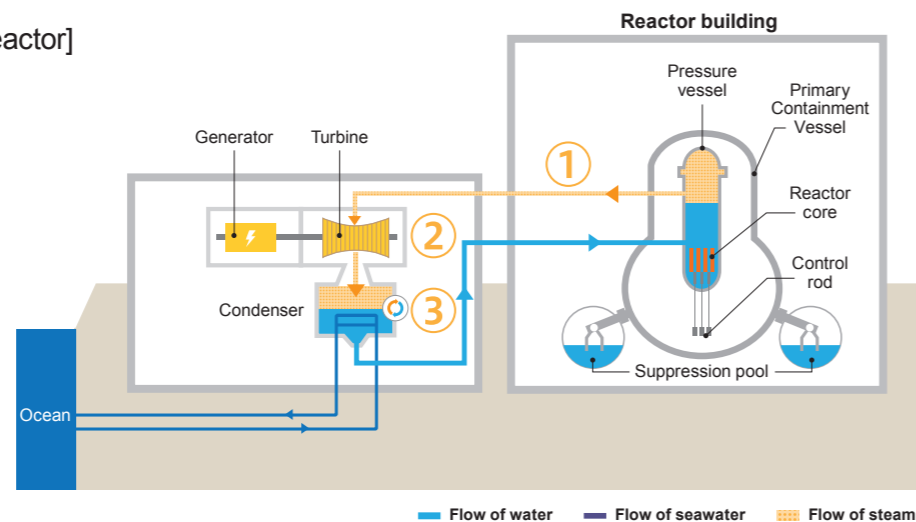 eactor]
Reactor building
Pressure
vessel
Primary
Containment
Vessel
Generator
Turbine
①
Reactor
core
②
Control
rod
Condenser
③
Suppression pool
Ocean
Flow of water
Flow of seawater
Flow of steam